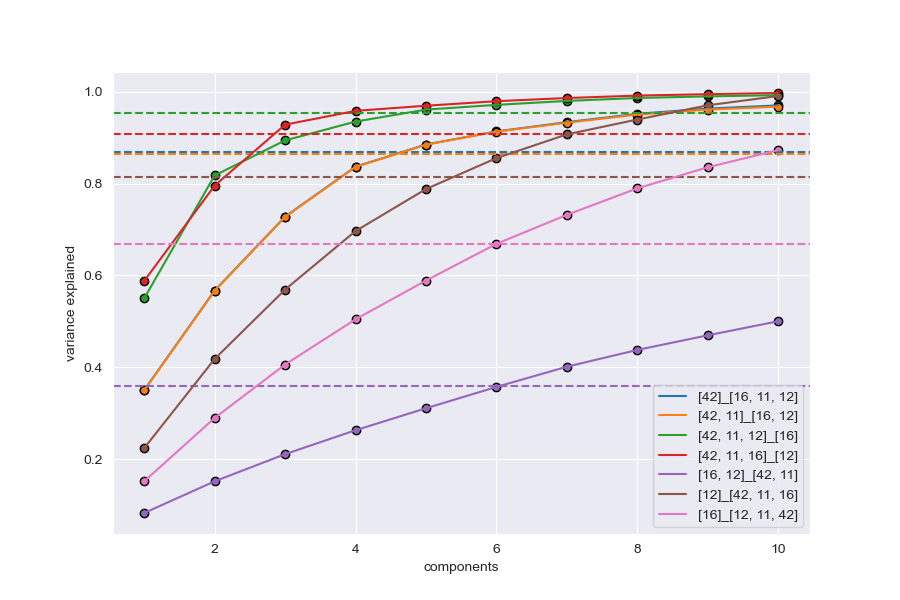 1.0
0.8
0.6
0.4
0.2
variance explained
2
4
6
8
10
components
[42]_[16, 11, 12]
[42, 11]_[16, 12]
[42, 11, 12]_[16]
[42, 11, 16]_[12]
[16, 12]_[42, 11]
[12]_[42, 11, 16]
[16]_[12, 11, 42]